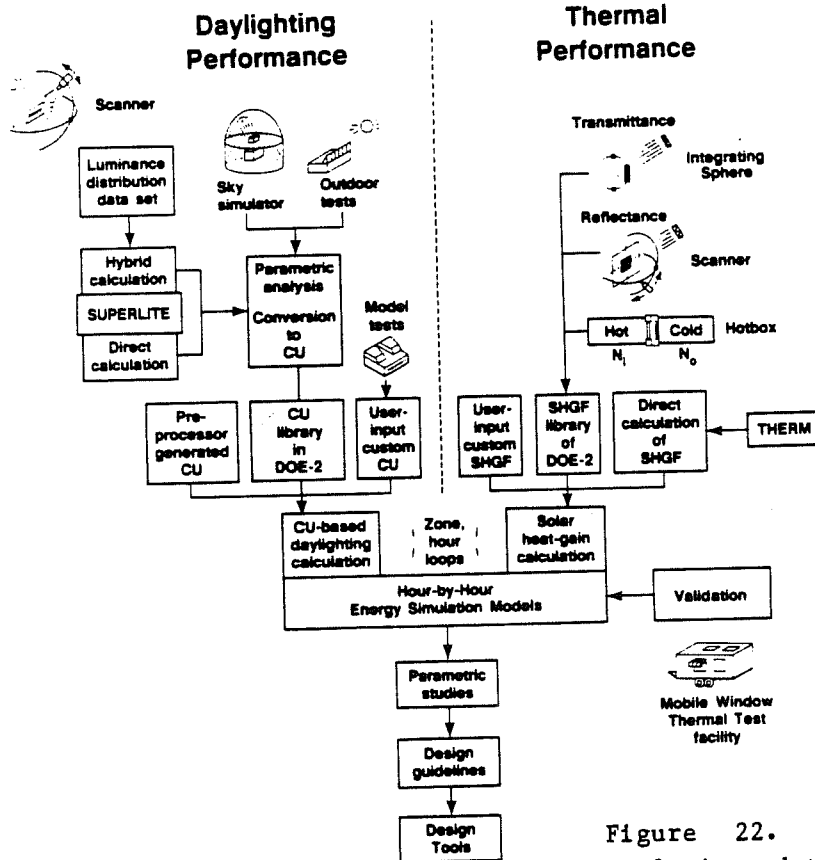 Daylighting
Performance
Thermal
Performance
Scanner
Luminance
distribution
data set
Sky
simulator
Outdoor
tests
Transmittance
Integrating
Sphere
Reflectance
Scanner
Hybrid
calculation
SUPERLITE
Direct
calculation
Parametric
analysis
Conversion
to
CU
Model
tests
Hot
Cold
Hotbox
Ni
No
Pre-
processor
generated
CU
CU
library
in
DOE-2
User-
input
custom
CU
User-
input
custom
SHGF
SHGF
library
of
DOE-2
Direct
calculation
of
SHGF
THERM
CU-based
daylighting
calculation
Zone,
hour
loops
Solar
heat-gain
calculation
Hour-by-Hour
Energy Simulation Models
Validation
Parametric
studies
Mobile Window
Thermal Test
facility
Design
guidelines
Design
Tools
Figure 22.